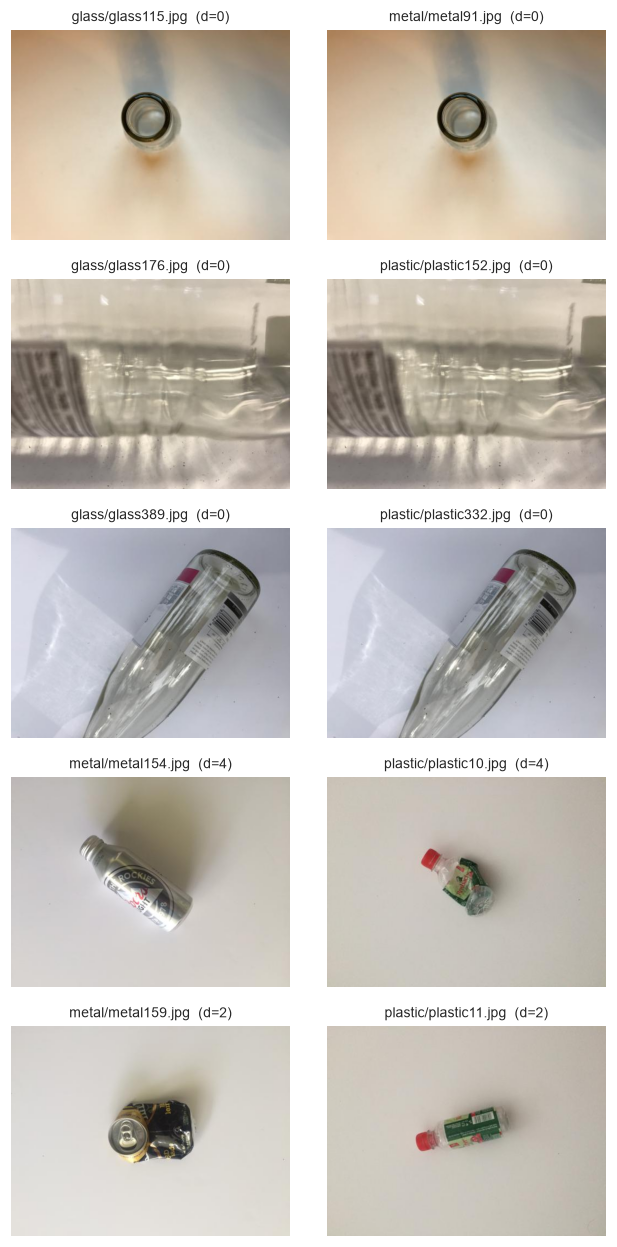 glass/glass115.jpg (d=0)
metal/metal91.jpg (d=0)
glass/glass176.jpg (d=0)
plastic/plastic152.jpg (d=0)
glass/glass389.jpg (d=0)
plastic/plastic332.jpg (d=0)
metal/metal154.jpg (d=4)
plastic/plastic10.jpg (d=4)
ROCKIES
metal/metal159.jpg (d=2)
plastic/plastic11.jpg (d=2)